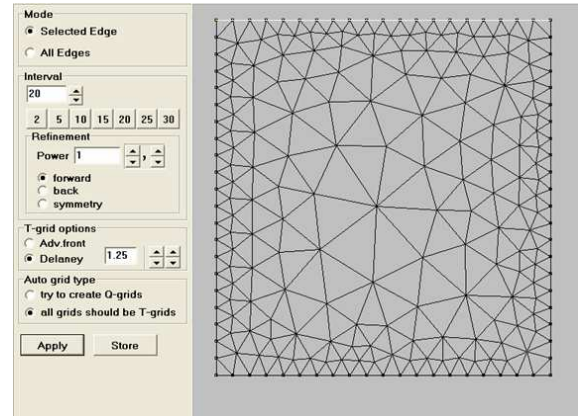 Mode
Selected Edge
All Edges
Interval
20
2 5 10 15 20 25 30
Refinement
Power 1 ,
forward
back
symmetry
T-grid options
Adv.front
Delaney 1.25
Auto grid type
try to create Q-grids
all grids should be T-grids
Apply Store